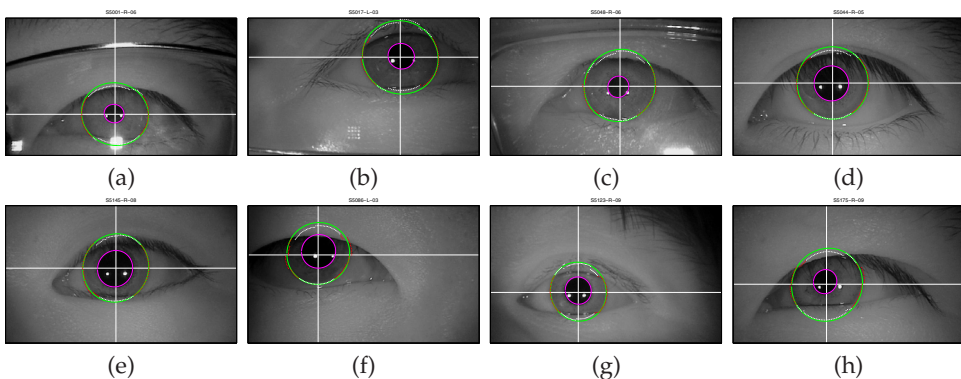 S5001-R-06
S5017-L-03
S5048-R-06
S5044-R-05
(a)
(b)
(c)
(d)
S5145-R-08
S5086-L-03
S5123-R-09
S5175-R-09
(e)
(f)
(g)
(h)